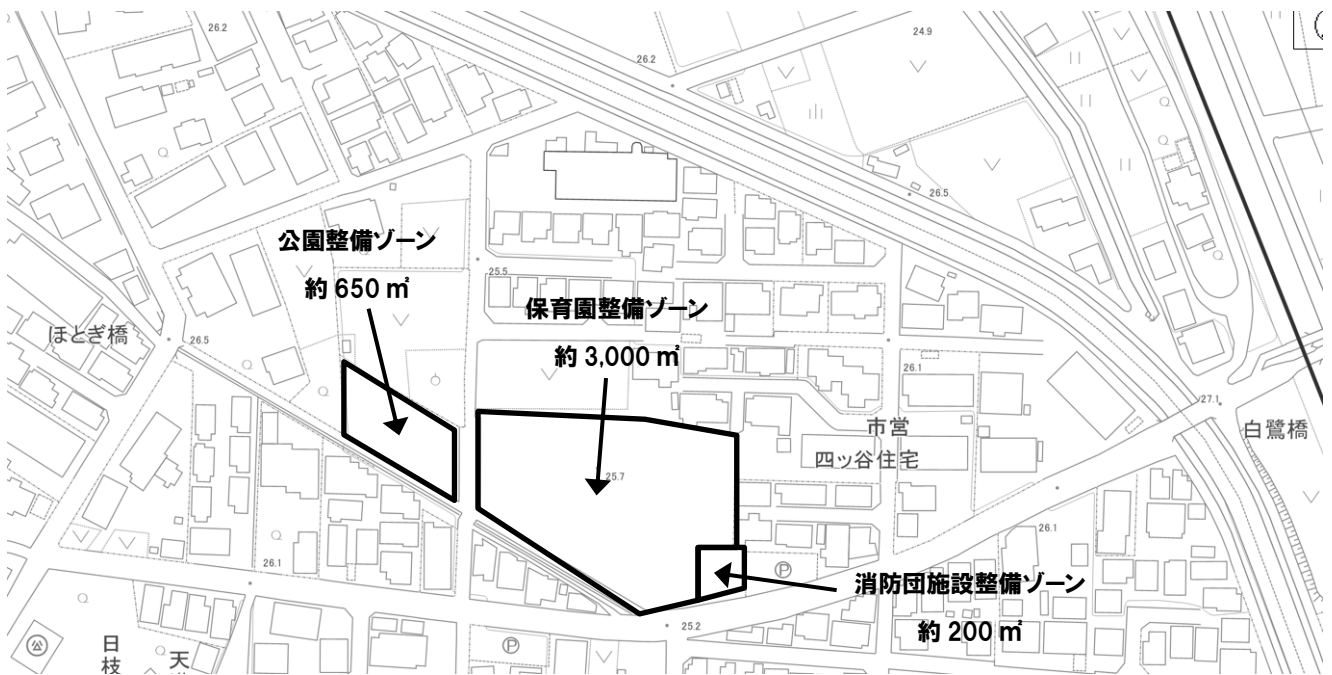 26.2
24.9
26.2
26.5
公園整備ゾーン
約 650 ㎡
25.5
保育園整備ゾーン
約 3,000 ㎡
ほとぎ橋
26.5
26.1
27.1
市営
四ッ谷住宅
白鷺橋
25.7
26.1
26.1
P
消防団施設整備ゾーン
約 200 ㎡
25.2
P
公
日枝
天